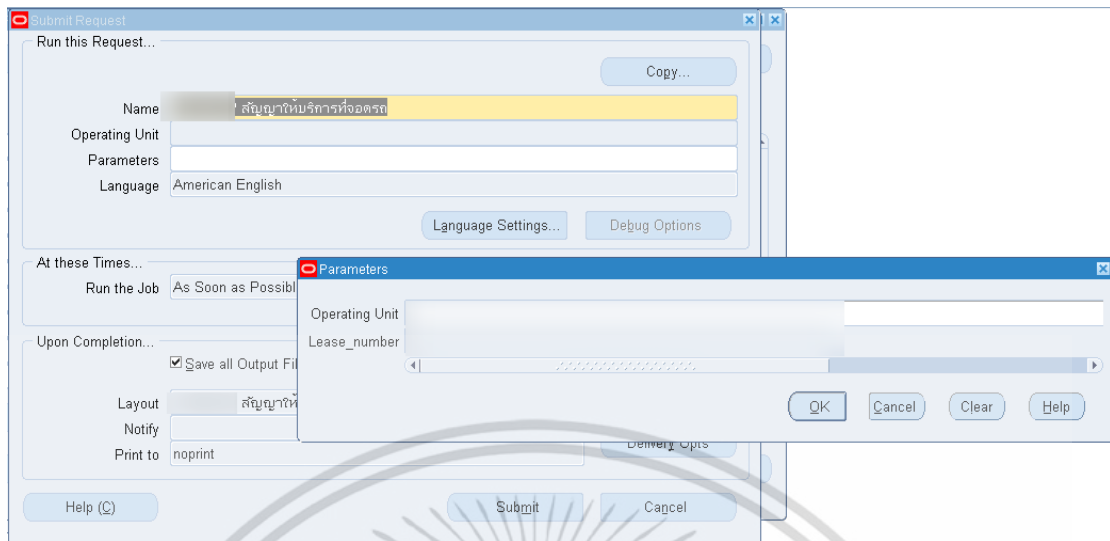 Submit Request
Run this Request...
Copy...
Name ' สัญญาให้บริการที่จอดรถ
Operating Unit
Parameters
Language American English
Language Settings... Debug Options
At these Times...
Run the Job As Soon as Possibl
Parameters
Operating Unit
Lease_number
OK Cancel Clear Help
Upon Completion...
Save all Output Fil
Layout สัญญาให้
Notify
Delivery Opts
Print to noprint
Help (C) Submit Cancel